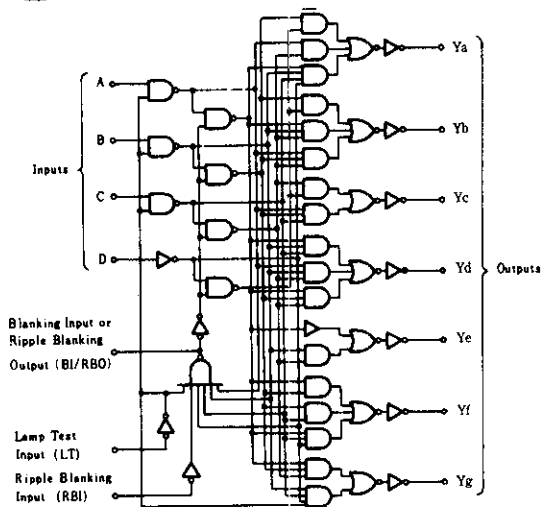 A
B
Inputs
C
D
Blanking Input or
Ripple Blanking
Output (BI/RBO)
Lamp Test
Input (LT)
Ripple Blanking
Input (RBI)
Ya
Yb
Yc
Yd
Outputs
Ye
Yf
Yg